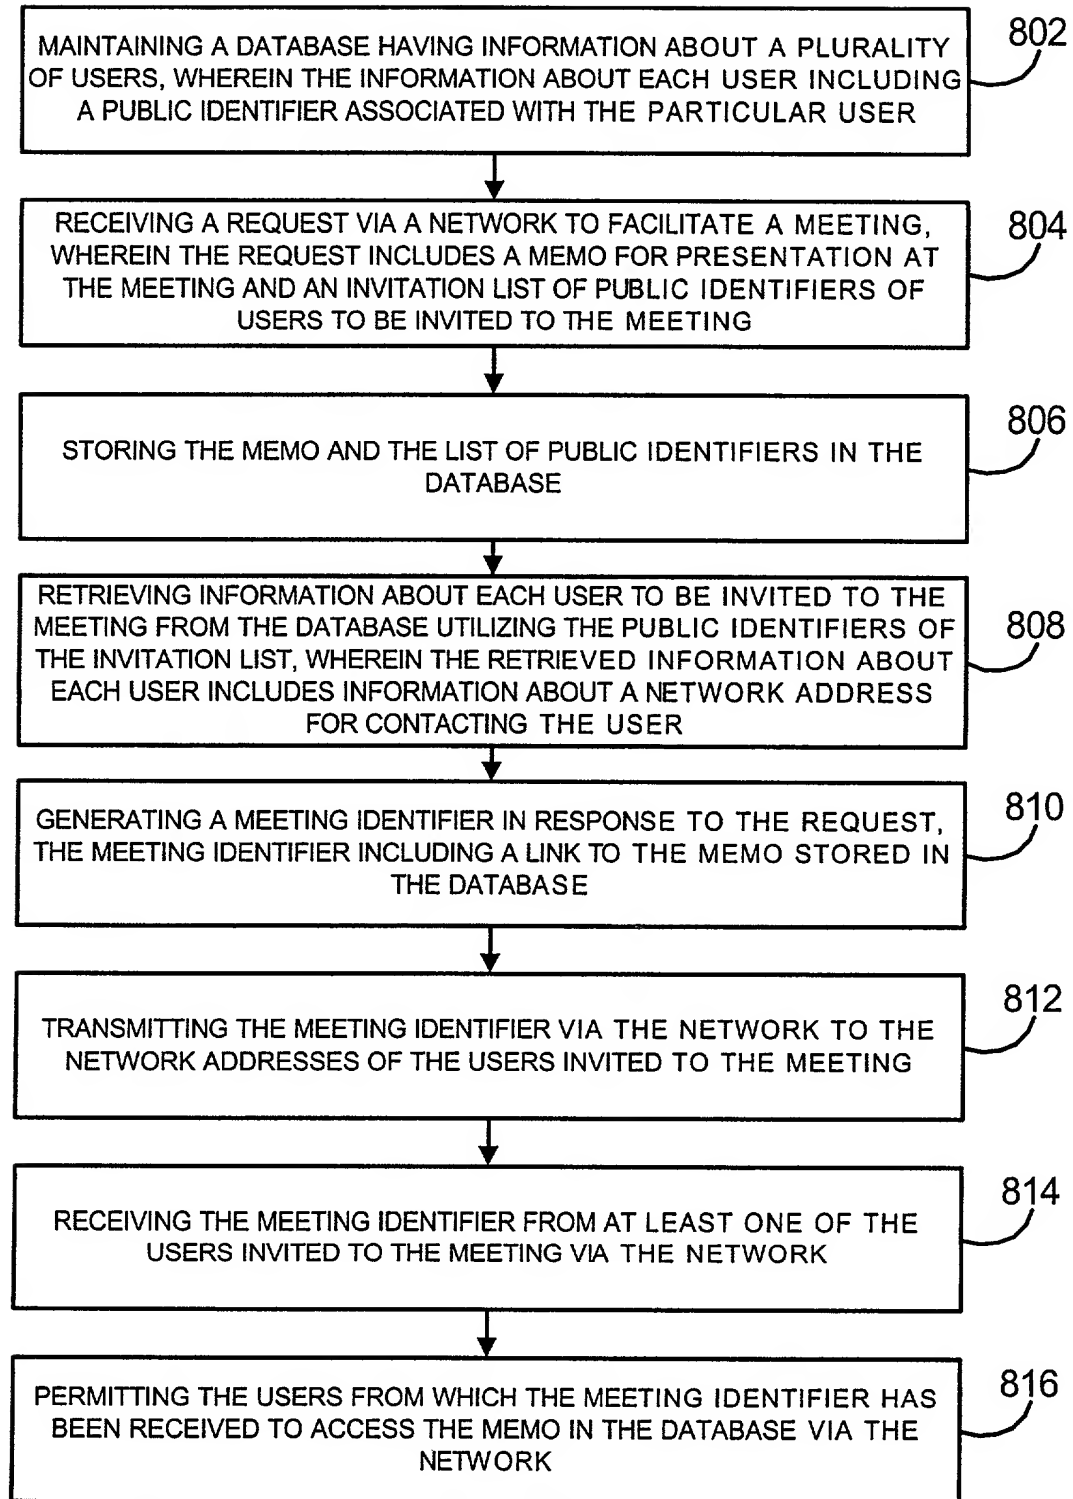 MAINTAINING A DATABASE HAVING INFORMATION ABOUT A PLURALITY
OF USERS, WHEREIN THE INFORMATION ABOUT EACH USER INCLUDING
A PUBLIC IDENTIFIER ASSOCIATED WITH THE PARTICULAR USER
802
RECEIVING A REQUEST VIA A NETWORK TO FACILITATE A MEETING,
WHEREIN THE REQUEST INCLUDES A MEMO FOR PRESENTATION AT
THE MEETING AND AN INVITATION LIST OF PUBLIC IDENTIFIERS OF
USERS TO BE INVITED TO THE MEETING
804
STORING THE MEMO AND THE LIST OF PUBLIC IDENTIFIERS IN THE
DATABASE
806
RETRIEVING INFORMATION ABOUT EACH USER TO BE INVITED TO THE
MEETING FROM THE DATABASE UTILIZING THE PUBLIC IDENTIFIERS OF
THE INVITATION LIST, WHEREIN THE RETRIEVED INFORMATION ABOUT
EACH USER INCLUDES INFORMATION ABOUT A NETWORK ADDRESS
FOR CONTACTING THE USER
808
GENERATING A MEETING IDENTIFIER IN RESPONSE TO THE REQUEST,
THE MEETING IDENTIFIER INCLUDING A LINK TO THE MEMO STORED IN
THE DATABASE
810
TRANSMITTING THE MEETING IDENTIFIER VIA THE NETWORK TO THE
NETWORK ADDRESSES OF THE USERS INVITED TO THE MEETING
812
RECEIVING THE MEETING IDENTIFIER FROM AT LEAST ONE OF THE
USERS INVITED TO THE MEETING VIA THE NETWORK
814
PERMITTING THE USERS FROM WHICH THE MEETING IDENTIFIER HAS
BEEN RECEIVED TO ACCESS THE MEMO IN THE DATABASE VIA THE
NETWORK
816